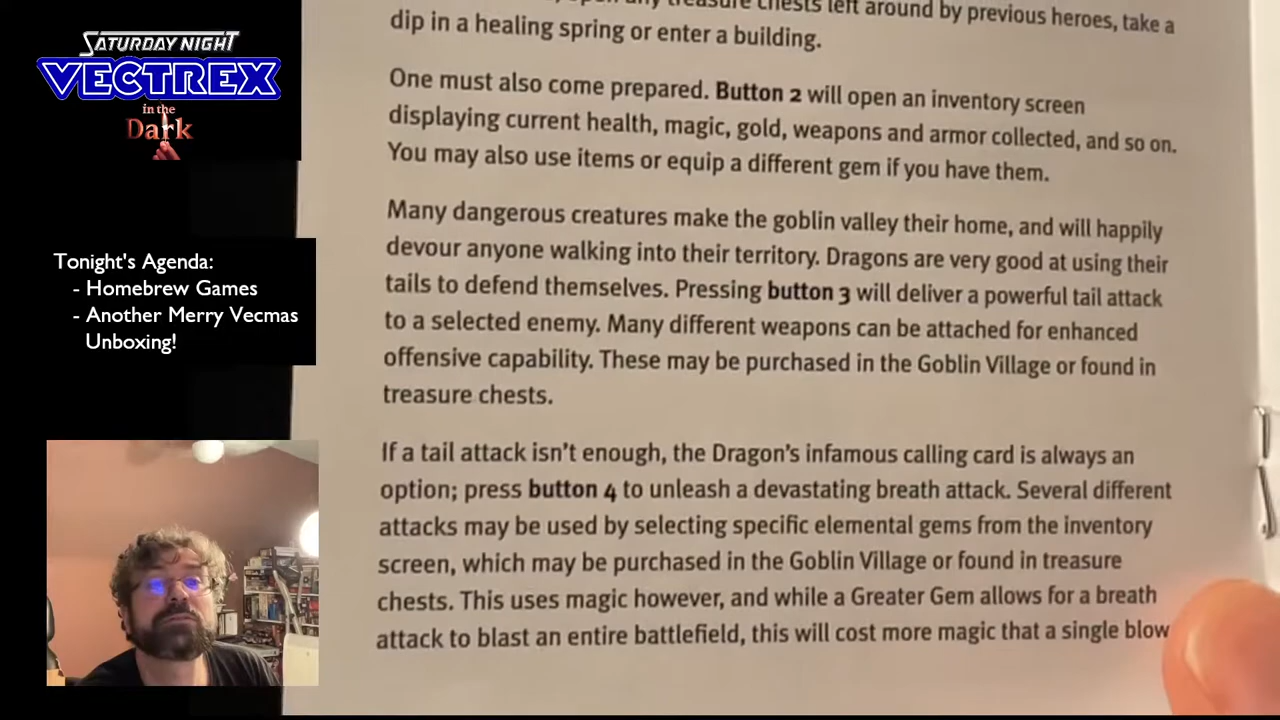 SATURDAY NIGHT
VECTREX
in the
Dark
Tonight's Agenda:
- Homebrew Games
- Another Merry Vecmas
Unboxing!
treasure chests left around by previous heroes, take a
dip in a healing spring or enter a building.
One must also come prepared. Button 2 will open an inventory screen
displaying current health, magic, gold, weapons and armor collected, and so on.
You may also use items or equip a different gem if you have them.
Many dangerous creatures make the goblin valley their home, and will happily
devour anyone walking into their territory. Dragons are very good at using their
tails to defend themselves. Pressing button 3 will deliver a powerful tail attack
to a selected enemy. Many different weapons can be attached for enhanced
offensive capability. These may be purchased in the Goblin Village or found in
treasure chests.
If a tail attack isn't enough, the Dragon's infamous calling card is always an
option; press button 4 to unleash a devastating breath attack. Several different
attacks may be used by selecting specific elemental gems from the inventory
screen, which may be purchased in the Goblin Village or found in treasure
chests. This uses magic however, and while a Greater Gem allows for a breath
attack to blast an entire battlefield, this will cost more magic that a single blow